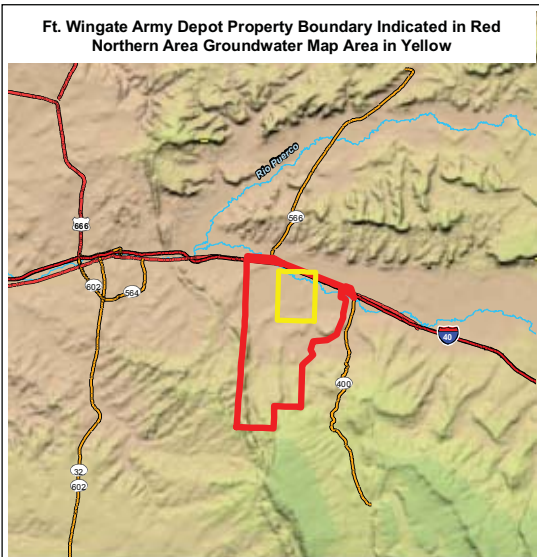 Ft. Wingate Army Depot Property Boundary Indicated in Red
Northern Area Groundwater Map Area in Yellow
Rio Puerco
566
666
602
564
40
400
32
602